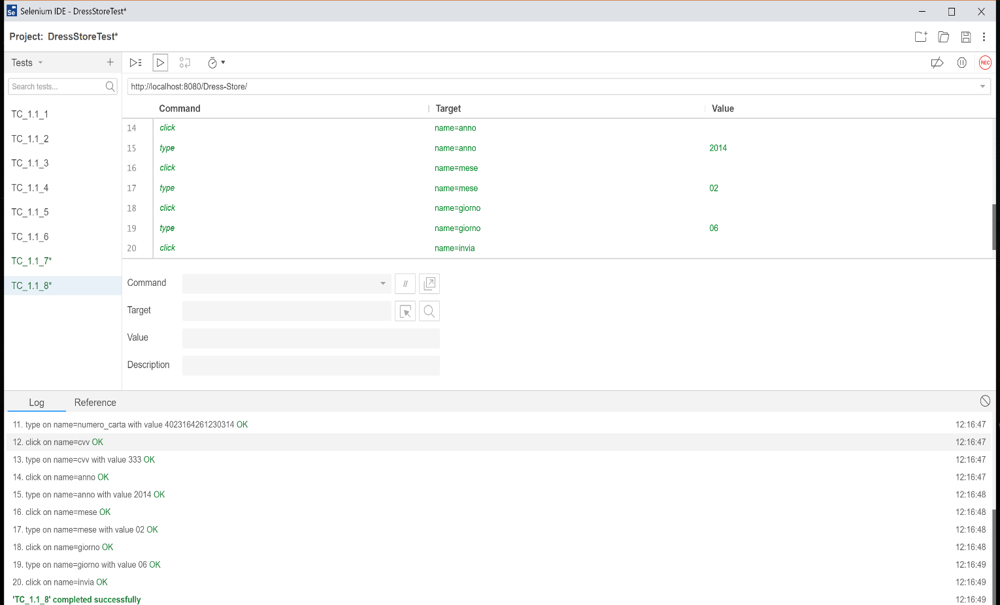 Se Selenium IDE - DressStoreTest*
Project: DressStoreTest*
Tests
Search tests...
TC_1.1_1
TC_1.1_2
TC_1.1_3
TC_1.1_4
TC_1.1_5
TC_1.1_6
TC_1.1_7*
TC_1.1_8*
REC
http://localhost:8080/Dress-Store/
Command Target Value
14 click name=anno
15 type name=anno 2014
16 click name=mese
17 type name=mese 02
18 click name=giorno
19 type name=giorno 06
20 click name=invia
Command //
Target
Value
Description
Log Reference
11. type on name=numero_carta with value 4023164261230314 OK 12:16:47
12. click on name=cvv OK 12:16:47
13. type on name=cvv with value 333 OK 12:16:47
14. click on name=anno OK 12:16:47
15. type on name=anno with value 2014 OK 12:16:48
16. click on name=mese OK 12:16:48
17. type on name=mese with value 02 OK 12:16:48
18. click on name=giorno OK 12:16:48
19. type on name=giorno with value 06 OK 12:16:49
20. click on name=invia OK 12:16:49
'TC_1.1_8' completed successfully 12:16:49